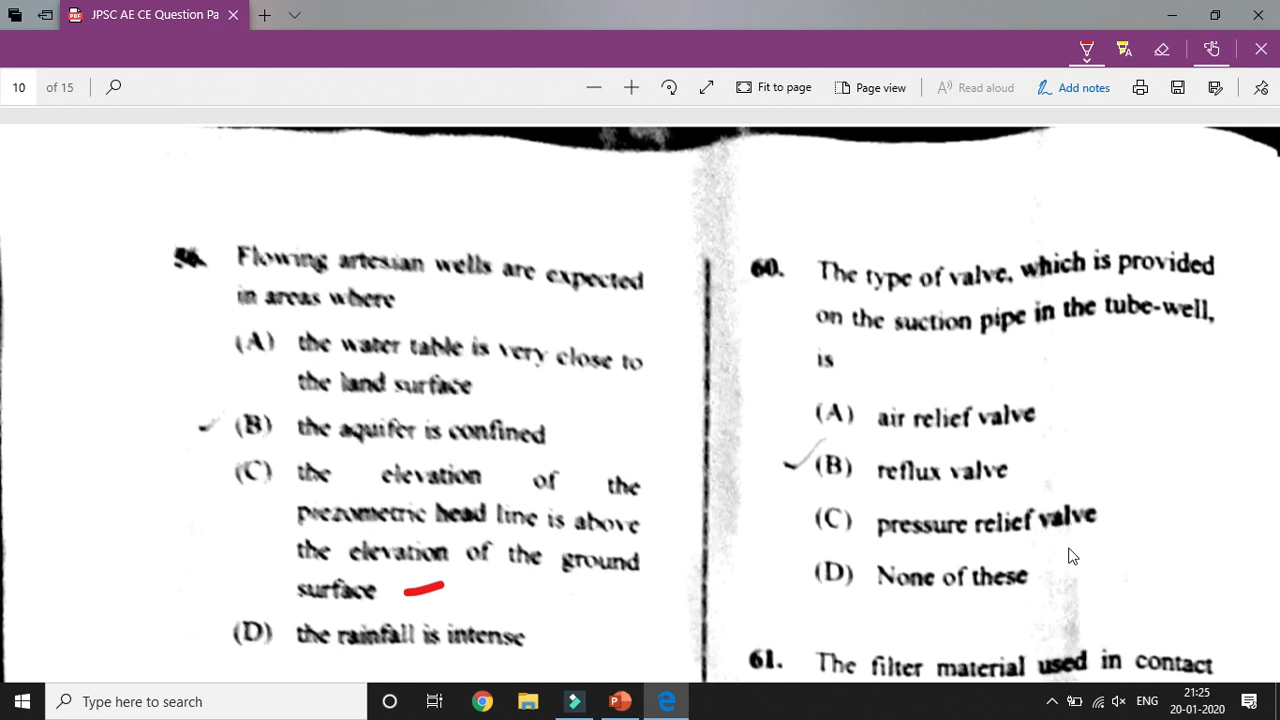 JPSC AE CE Question Pa
10 of 15
Fit to page
Page view
Read aloud
Add notes
56. Flowing artesian wells are expected
in areas where
(A) the water table is very close to
the land surface
(B) the aquifer is confined
(C) the elevation of the
piezometric head line is above
the elevation of the ground
surface
(D) the rainfall is intense
60. The type of valve, which is provided
on the suction pipe in the tube-well,
is
(A) air relief valve
(B) reflux valve
(C) pressure relief valve
(D) None of these
61. The filter material used in contact
Type here to search
ENG
21:25
20-01-2020